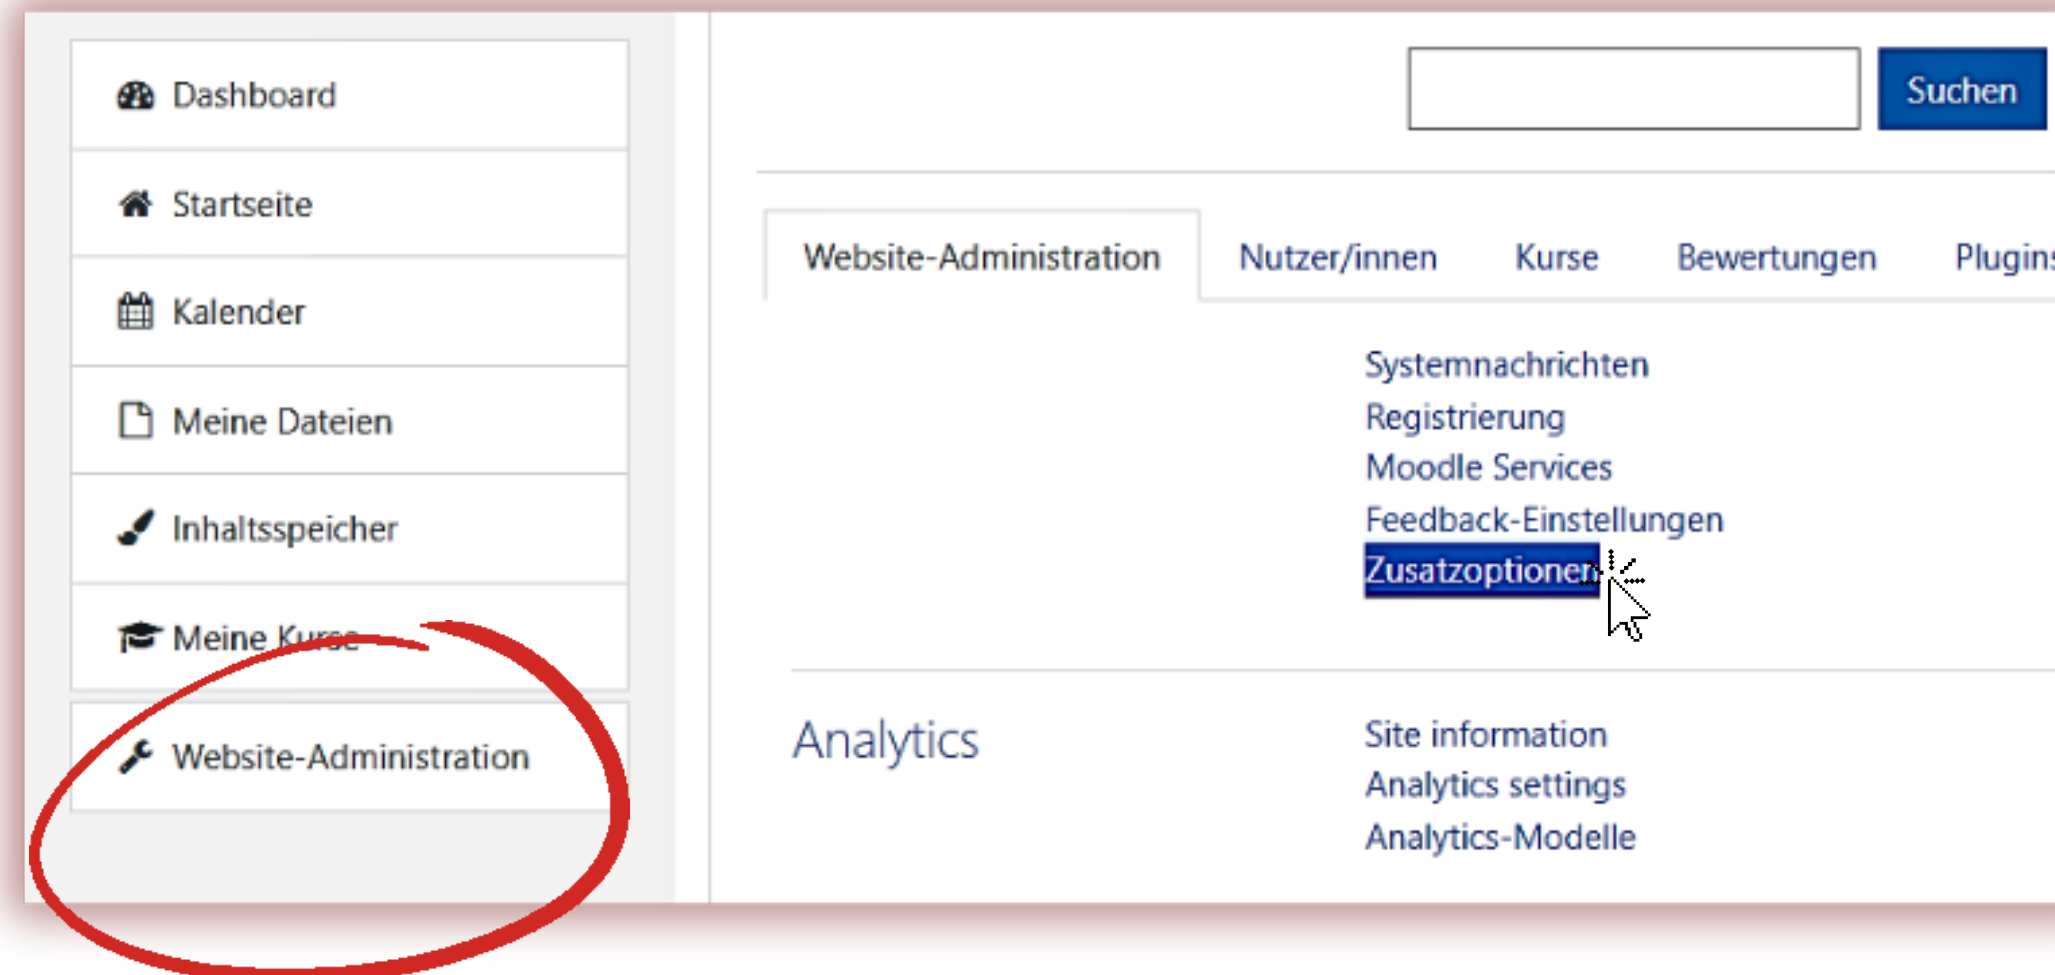 Dashboard
Startseite
Kalender
Meine Dateien
Inhaltsspeicher
Meine Kurse
Website-Administration
Suchen
Website-Administration Nutzer/innen Kurse Bewertungen Plugins
Systemnachrichten
Registrierung
Moodle Services
Feedback-Einstellungen
Zusatzoptionen
Analytics
Site information
Analytics settings
Analytics-Modelle